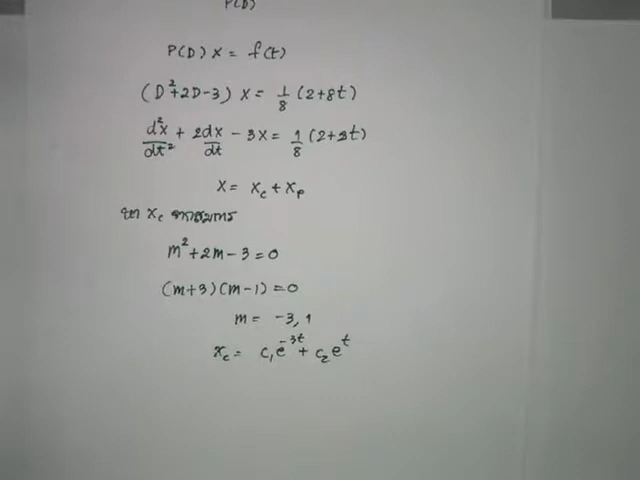 P(D)
P(D) x = f(t)
(D²+2D-3) x = 1/8 (2+8t)
d²x/dt² + 2dx/dt - 3x = 1/8 (2+8t)
x = x_c + x_p
หา x_c จากสมการ
m² + 2m - 3 = 0
(m+3)(m-1) = 0
m = -3, 1
x_c = c₁e^{-3t} + c₂e^t